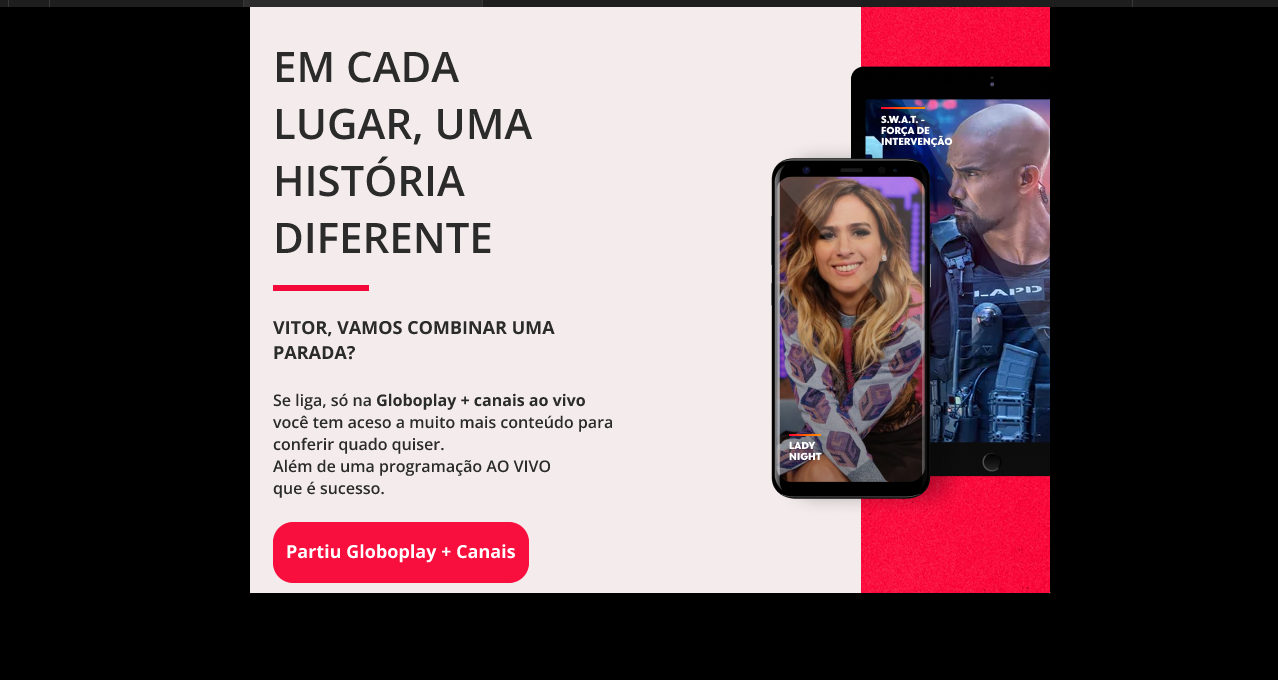 EM CADA
LUGAR, UMA
HISTÓRIA
DIFERENTE
VITOR, VAMOS COMBINAR UMA
PARADA?
Se liga, só na Globoplay + canais ao vivo
você tem aceso a muito mais conteúdo para
conferir quado quiser.
Além de uma programação AO VIVO
que é sucesso.
Partiu Globoplay + Canais
S.W.A.T. -
FORÇA DE
INTERVENÇÃO
LAPD
LADY
NIGHT